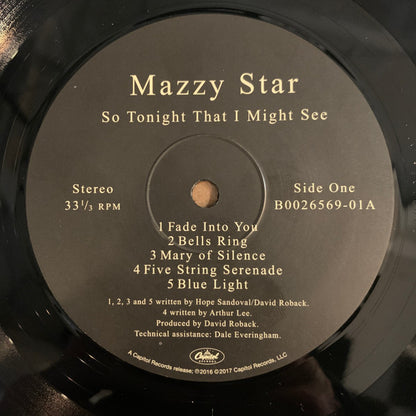 Mazzy Star
So Tonight That I Might See
Stereo
33 1/3 RPM
Side One
B0026569-01A
1 Fade Into You
2 Bells Ring
3 Mary of Silence
4 Five String Serenade
5 Blue Light
1, 2, 3 and 5 written by Hope Sandoval/David Roback.
4 written by Arthur Lee.
Produced by David Roback.
Technical assistance: Dale Everingham.
Capitol
RECORDS
A Capitol Records release; ℗2016 ©2017 Capitol Records, LLC